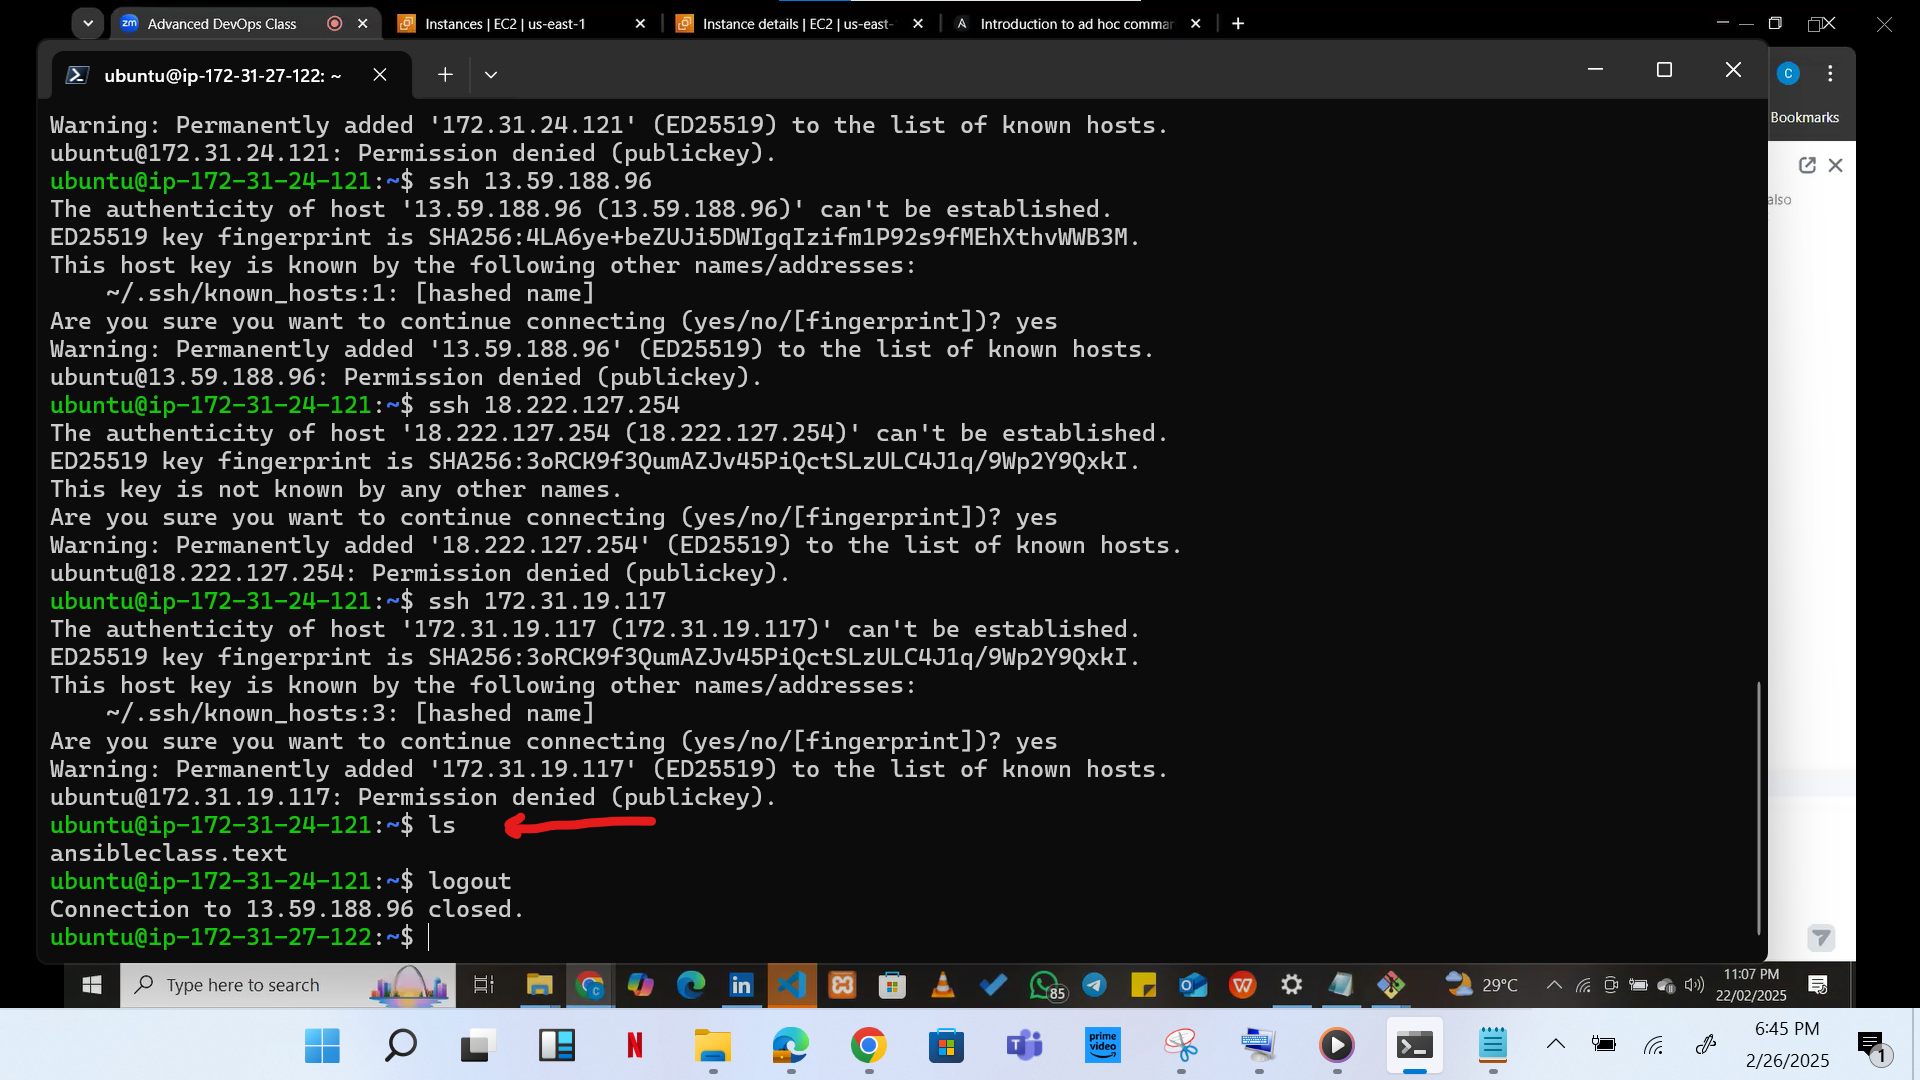 Advanced DevOps Class
Instances | EC2 | us-east-1
Instance details | EC2 | us-east-
Introduction to ad hoc comma
ubuntu@ip-172-31-27-122: ~
C
Bookmarks
also
Warning: Permanently added '172.31.24.121' (ED25519) to the list of known hosts.
ubuntu@172.31.24.121: Permission denied (publickey).
ubuntu@ip-172-31-24-121:~$ ssh 13.59.188.96
The authenticity of host '13.59.188.96 (13.59.188.96)' can't be established.
ED25519 key fingerprint is SHA256:4LA6ye+beZUJi5DWIgqIzifm1P92s9fMEhXthvWWB3M.
This host key is known by the following other names/addresses:
    ~/.ssh/known_hosts:1: [hashed name]
Are you sure you want to continue connecting (yes/no/[fingerprint])? yes
Warning: Permanently added '13.59.188.96' (ED25519) to the list of known hosts.
ubuntu@13.59.188.96: Permission denied (publickey).
ubuntu@ip-172-31-24-121:~$ ssh 18.222.127.254
The authenticity of host '18.222.127.254 (18.222.127.254)' can't be established.
ED25519 key fingerprint is SHA256:3oRCK9f3QumAZJv45PiQctSLzULC4J1q/9Wp2Y9QxkI.
This key is not known by any other names.
Are you sure you want to continue connecting (yes/no/[fingerprint])? yes
Warning: Permanently added '18.222.127.254' (ED25519) to the list of known hosts.
ubuntu@18.222.127.254: Permission denied (publickey).
ubuntu@ip-172-31-24-121:~$ ssh 172.31.19.117
The authenticity of host '172.31.19.117 (172.31.19.117)' can't be established.
ED25519 key fingerprint is SHA256:3oRCK9f3QumAZJv45PiQctSLzULC4J1q/9Wp2Y9QxkI.
This host key is known by the following other names/addresses:
    ~/.ssh/known_hosts:3: [hashed name]
Are you sure you want to continue connecting (yes/no/[fingerprint])? yes
Warning: Permanently added '172.31.19.117' (ED25519) to the list of known hosts.
ubuntu@172.31.19.117: Permission denied (publickey).
ubuntu@ip-172-31-24-121:~$ ls
ansibleclass.text
ubuntu@ip-172-31-24-121:~$ logout
Connection to 13.59.188.96 closed.
ubuntu@ip-172-31-27-122:~$
Type here to search
85
29°C
11:07 PM
22/02/2025
6:45 PM
2/26/2025
1